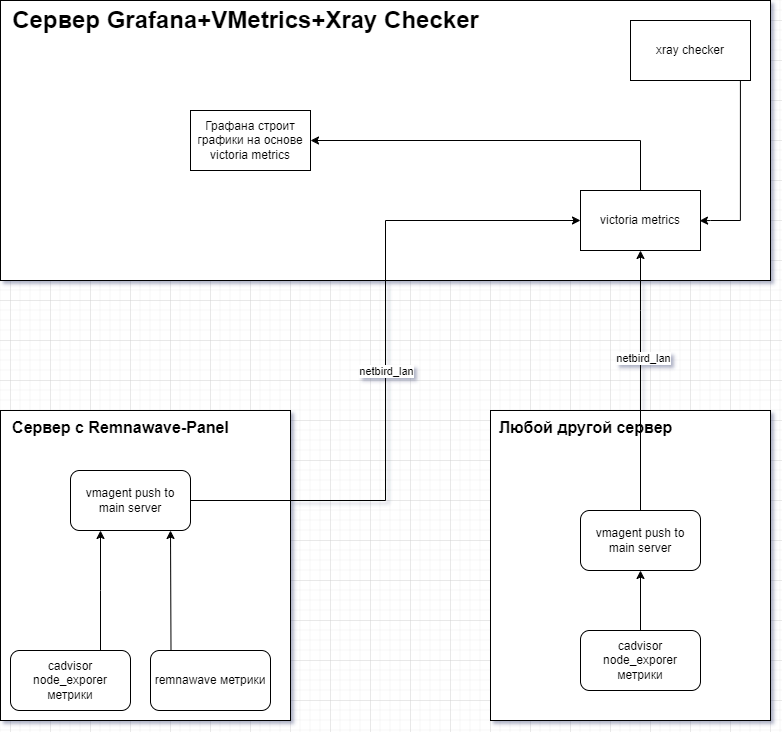 Сервер Grafana+VMetrics+Xray Checker
xray checker
Графана строит
графики на основе
victoria metrics
victoria metrics
netbird_lan
netbird_lan
Сервер с Remnawave-Panel
vmagent push to
main server
cadvisor
node_exporer
метрики
remnawave метрики
Любой другой сервер
vmagent push to
main server
cadvisor
node_exporer
метрики